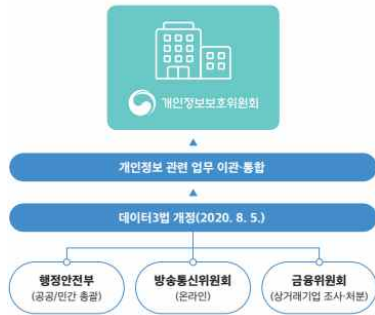 개인정보보호위원회
개인정보 관련 업무 이관·통합
데이터3법 개정(2020. 8. 5.)
행정안전부
(공공/민간 총괄)
방송통신위원회
(온라인)
금융위원회
(상거래기업 조사·처분)